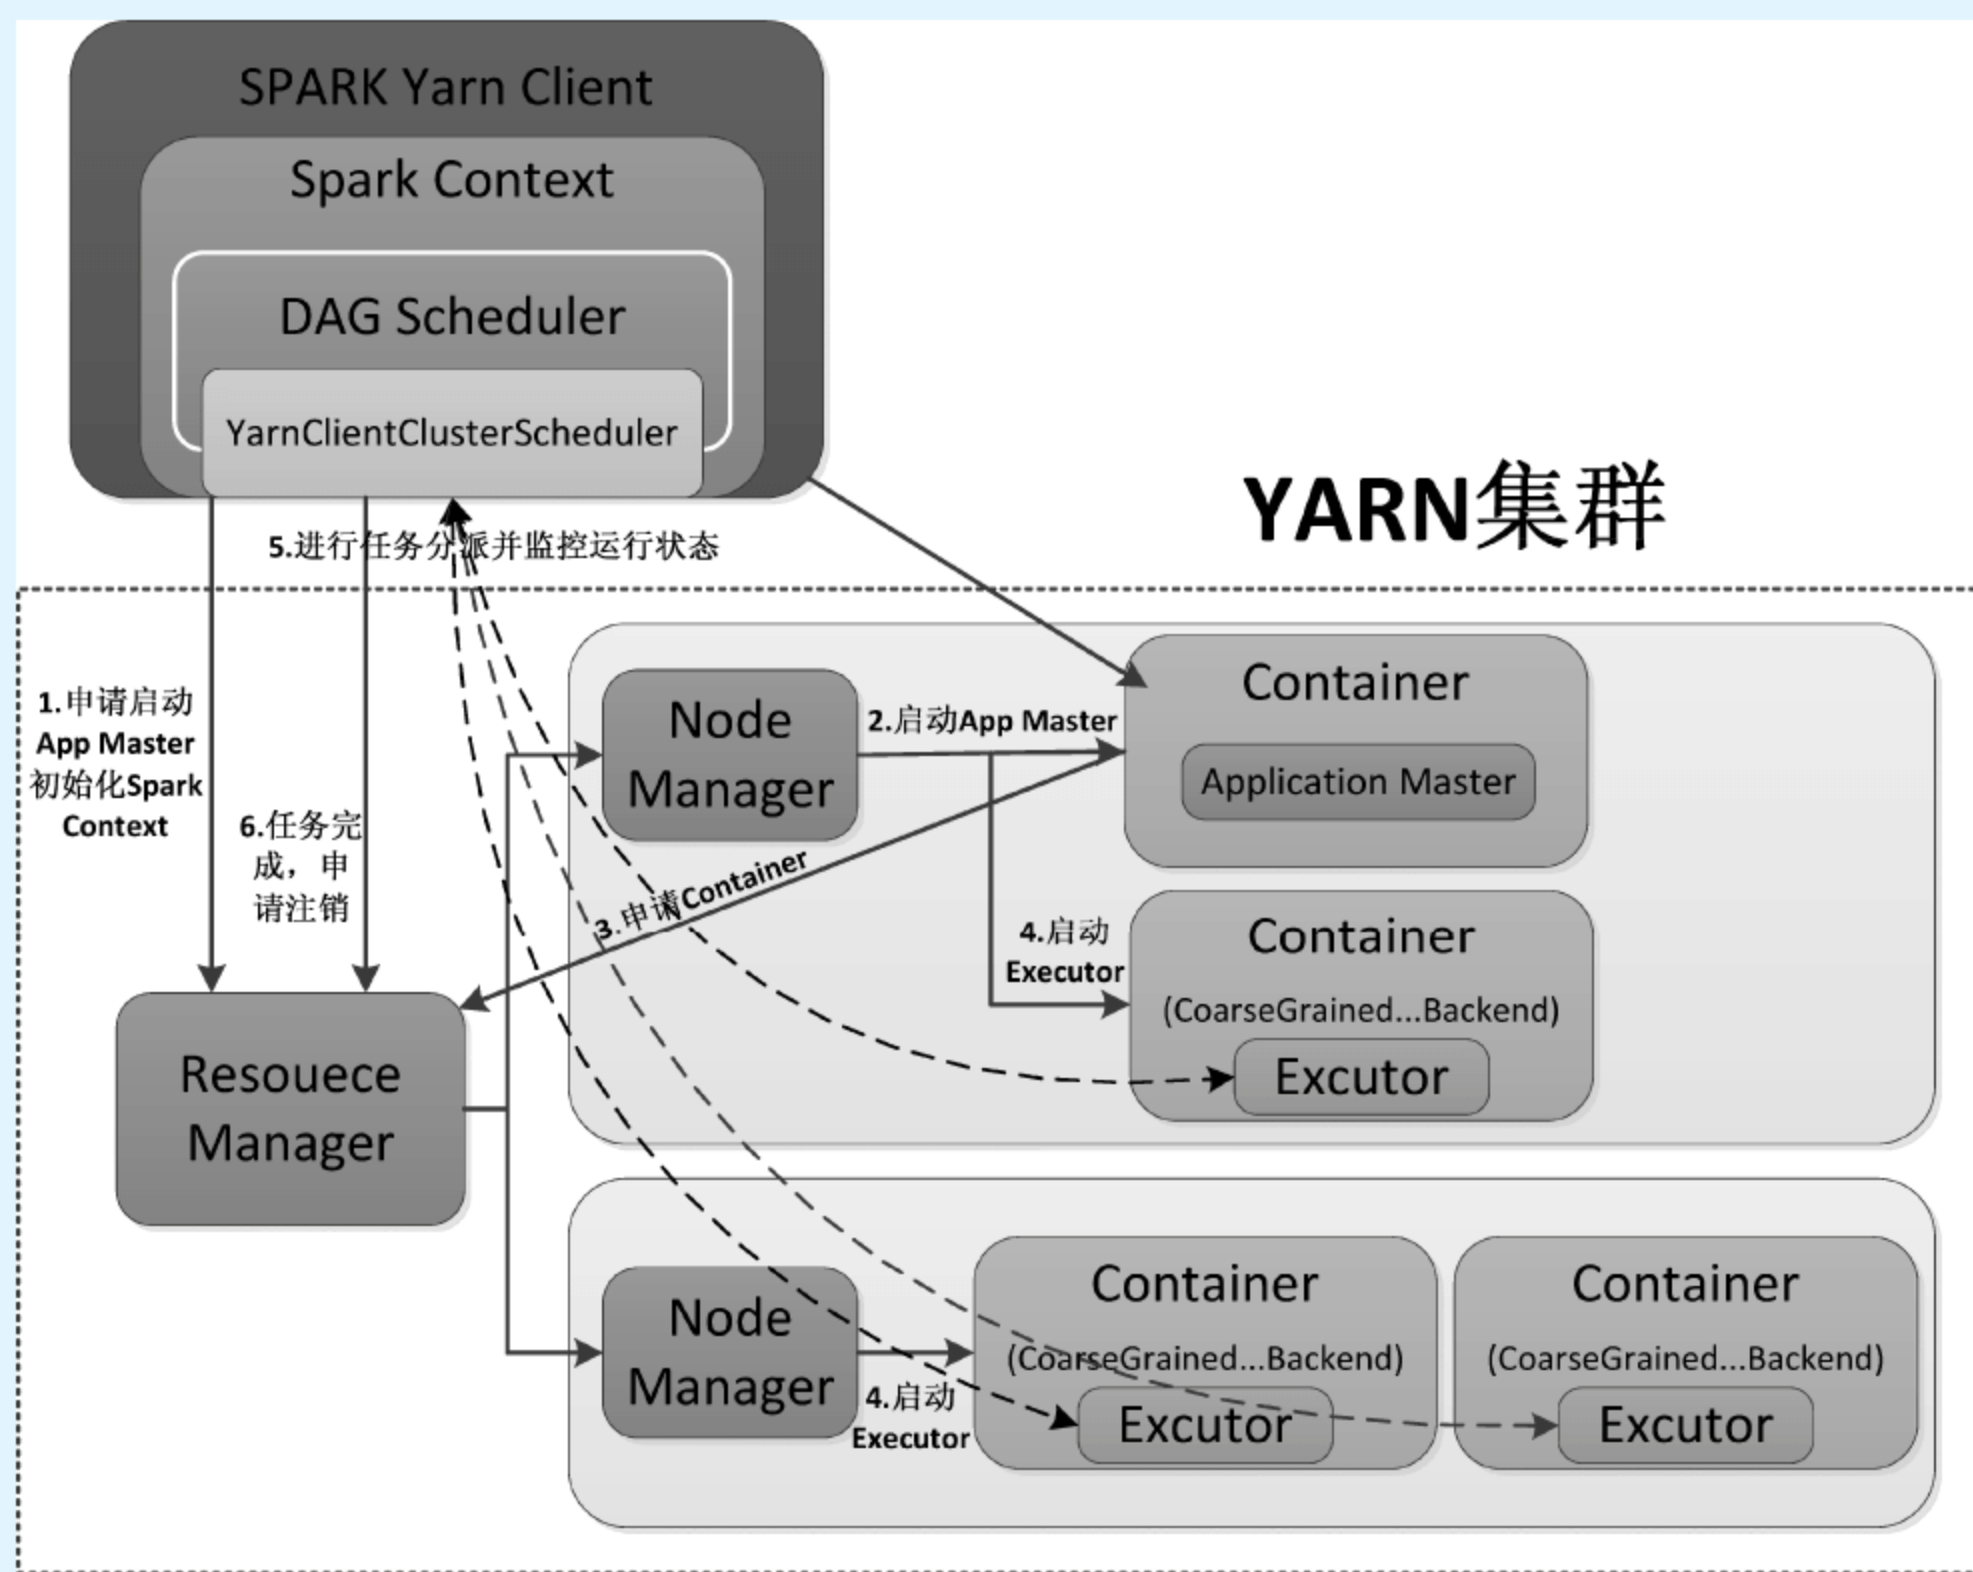 SPARK Yarn Client
Spark Context
DAG Scheduler
YarnClientClusterScheduler
YARN集群
5.进行任务分派并监控运行状态
1.申请启动
App Master
初始化Spark
Context
6.任务完
成，申
请注销
Node
Manager
2.启动App Master
Container
Application Master
3.申请Container
4.启动
Executor
Container
(CoarseGrained...Backend)
Excutor
Resouece
Manager
Node
Manager
4.启动
Executor
Container
(CoarseGrained...Backend)
Excutor
Container
(CoarseGrained...Backend)
Excutor